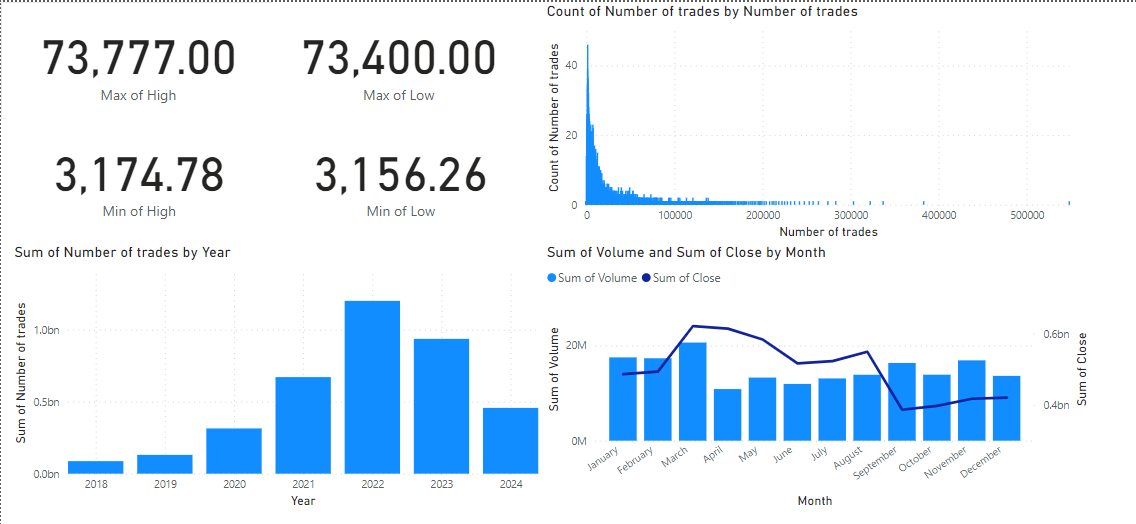 73,777.00
Max of High
73,400.00
Max of Low
3,174.78
Min of High
3,156.26
Min of Low
Count of Number of trades by Number of trades
Count of Number of trades
40
20
0
0 100000 200000 300000 400000 500000
Number of trades
Sum of Number of trades by Year
Sum of Number of trades
1.0bn
0.5bn
0.0bn
2018 2019 2020 2021 2022 2023 2024
Year
Sum of Volume and Sum of Close by Month
Sum of Volume Sum of Close
Sum of Volume
20M
0M
0.6bn
0.4bn
Sum of Close
January February March April May June July August September October November December
Month